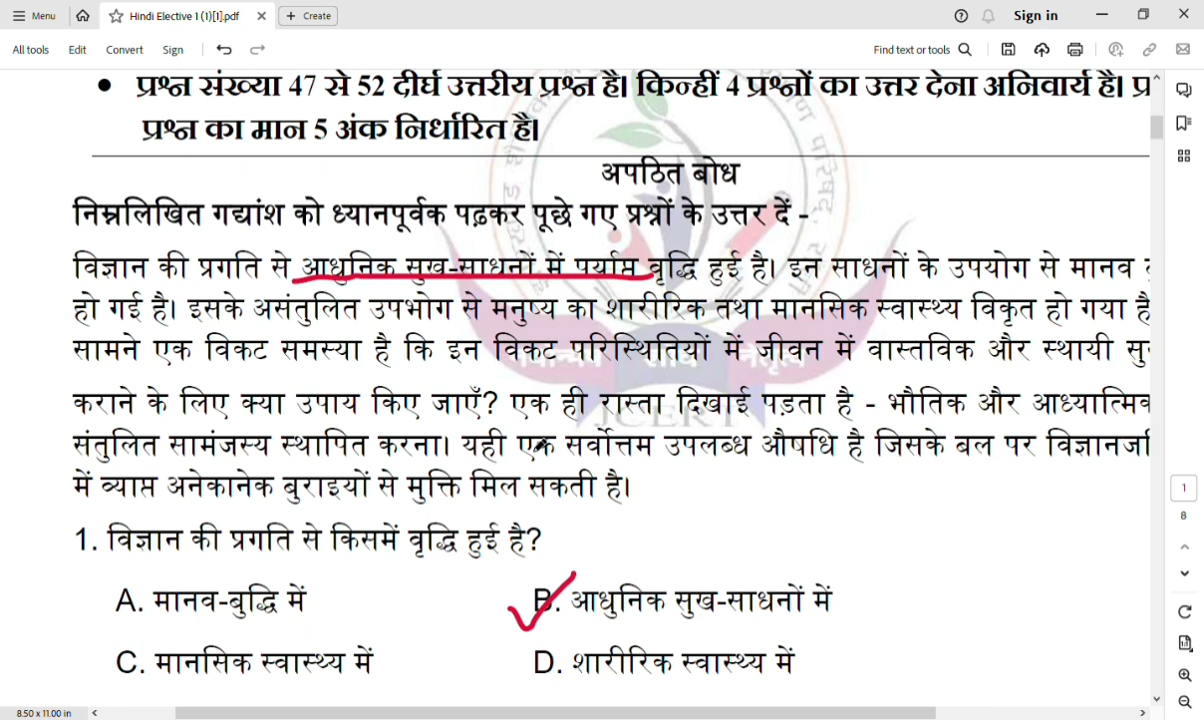 Menu Hindi Elective 1 (1)[1].pdf Create Sign in
All tools Edit Convert Sign Find text or tools
• प्रश्न संख्या 47 से 52 दीर्घ उत्तरीय प्रश्न है। किन्हीं 4 प्रश्नों का उत्तर देना अनिवार्य है। प्र
प्रश्न का मान 5 अंक निर्धारित है।
अपठित बोध
निम्नलिखित गद्यांश को ध्यानपूर्वक पढ़कर पूछे गए प्रश्नों के उत्तर दें -
विज्ञान की प्रगति से आधुनिक सुख-साधनों में पर्याप्त वृद्धि हुई है। इन साधनों के उपयोग से मानव
हो गई है। इसके असंतुलित उपभोग से मनुष्य का शारीरिक तथा मानसिक स्वास्थ्य विकृत हो गया है
सामने एक विकट समस्या है कि इन विकट परिस्थितियों में जीवन में वास्तविक और स्थायी
कराने के लिए क्या उपाय किए जाएँ? एक ही रास्ता दिखाई पड़ता है - भौतिक और
संतुलित सामंजस्य स्थापित करना। यही एक सर्वोत्तम उपलब्ध औषधि है जिसके बल पर
में व्याप्त अनेकानेक बुराइयों से मुक्ति मिल सकती है।
JCERT
1. विज्ञान की प्रगति से किसमें वृद्धि हुई है?
A. मानव-बुद्धि में B. आधुनिक सुख-साधनों में
C. मानसिक स्वास्थ्य में D. शारीरिक स्वास्थ्य में
1
8
8.50 x 11.00 in